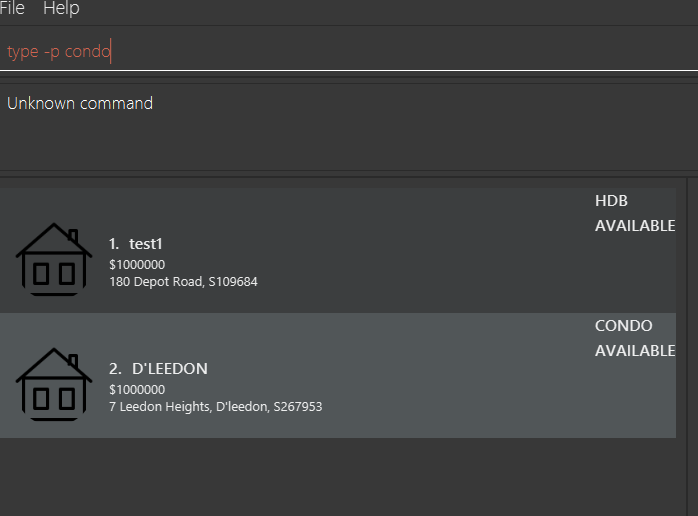 File Help
type -p condo
Unknown command
HDB
AVAILABLE
1. test1
$1000000
180 Depot Road, S109684
CONDO
AVAILABLE
2. D'LEEDON
$1000000
7 Leedon Heights, D'leedon, S267953